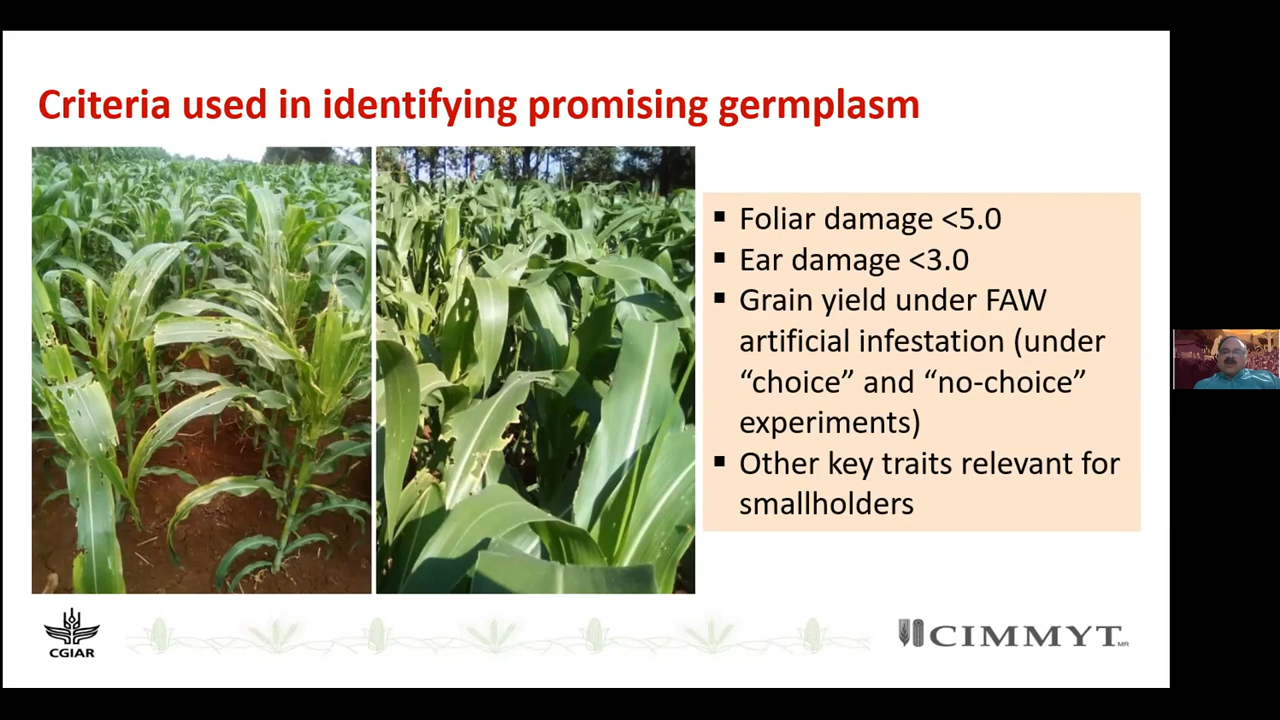 Criteria used in identifying promising germplasm
▪ Foliar damage <5.0
▪ Ear damage <3.0
▪ Grain yield under FAW
artificial infestation (under
“choice” and “no-choice”
experiments)
▪ Other key traits relevant for
smallholders
CGIAR
CIMMYT MR